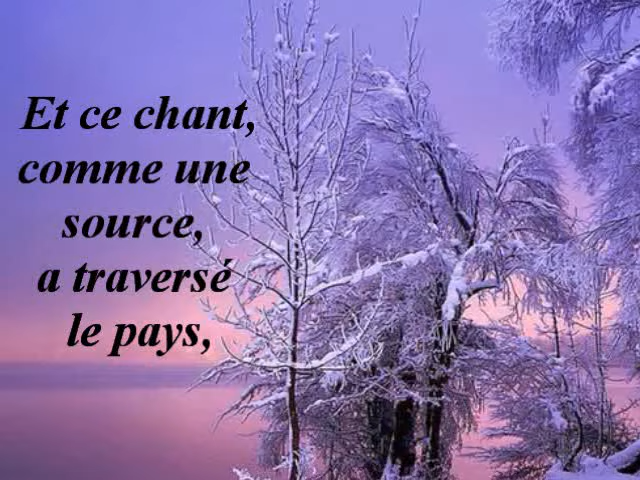 Et ce chant,
comme une
source,
a traversé
le pays,